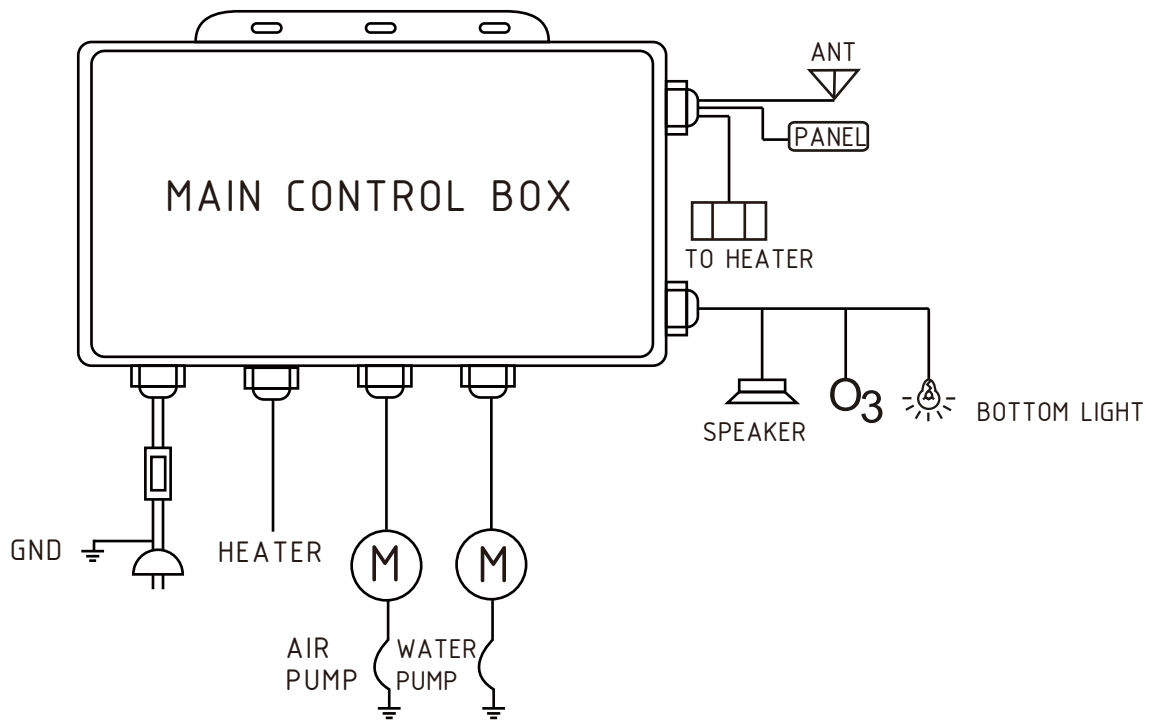 ANT
PANEL
MAIN CONTROL BOX
TO HEATER
O3
BOTTOM LIGHT
SPEAKER
GND
HEATER
M
M
AIR
PUMP
WATER
PUMP